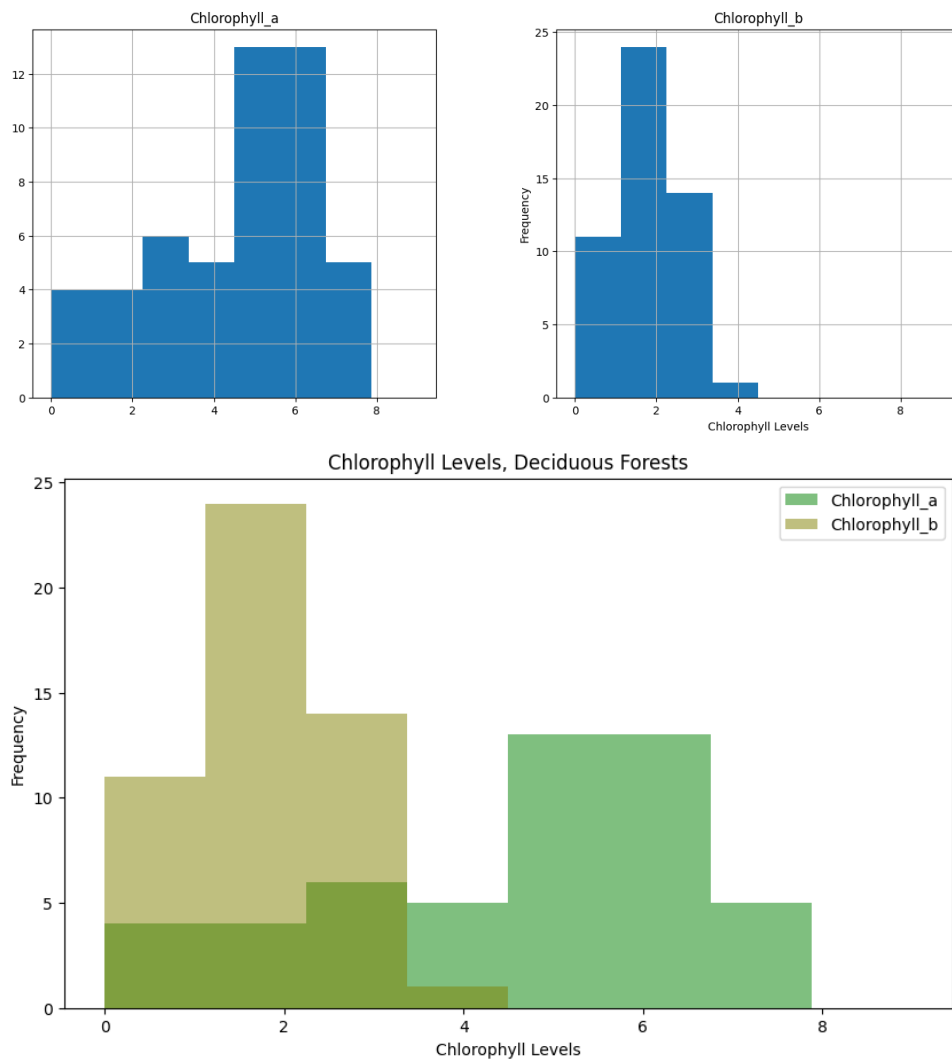 Chlorophyll_a
12
10
8
6
4
2
0
0 2 4 6 8
Chlorophyll_b
25
20
15
10
5
0
Frequency
0 2 4 6 8
Chlorophyll Levels
Chlorophyll Levels, Deciduous Forests
25
20
15
10
5
0
Frequency
Chlorophyll_a
Chlorophyll_b
0 2 4 6 8
Chlorophyll Levels